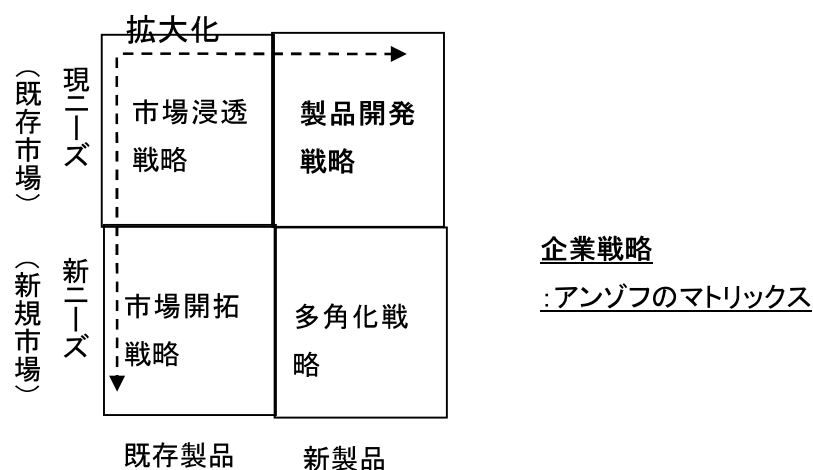 拡大化
現ニーズ
（既存市場）
市場浸透
戦略
製品開発
戦略
新ニーズ
（新規市場）
市場開拓
戦略
多角化戦
略
既存製品
新製品
企業戦略
:アンゾフのマトリックス